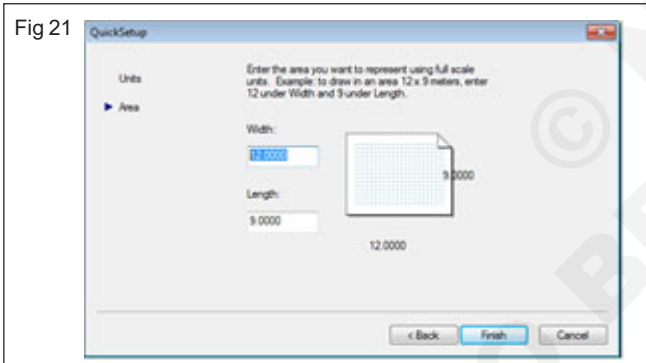 Fig 21
QuickSetup
Units
Area
Enter the area you want to represent using full scale
units. Example: to draw in an area 12 x 9 meters, enter
12 under Width and 9 under Length.
Width:
12.0000
Length:
9.0000
9.0000
12.0000
< Back
Finish
Cancel
©